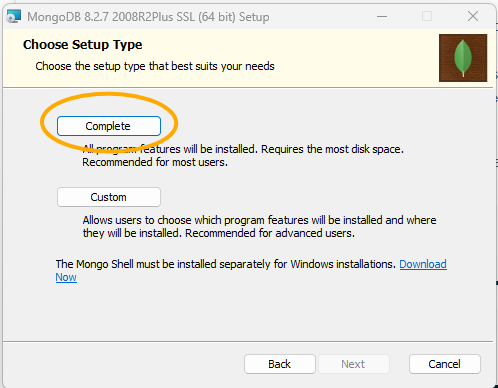 MongoDB 8.2.7 2008R2Plus SSL (64 bit) Setup
Choose Setup Type
Choose the setup type that best suits your needs
Complete
All program features will be installed. Requires the most disk space.
Recommended for most users.
Custom
Allows users to choose which program features will be installed and where
they will be installed. Recommended for advanced users.
The Mongo Shell must be installed separately for Windows installations. Download
Now
Back Next Cancel